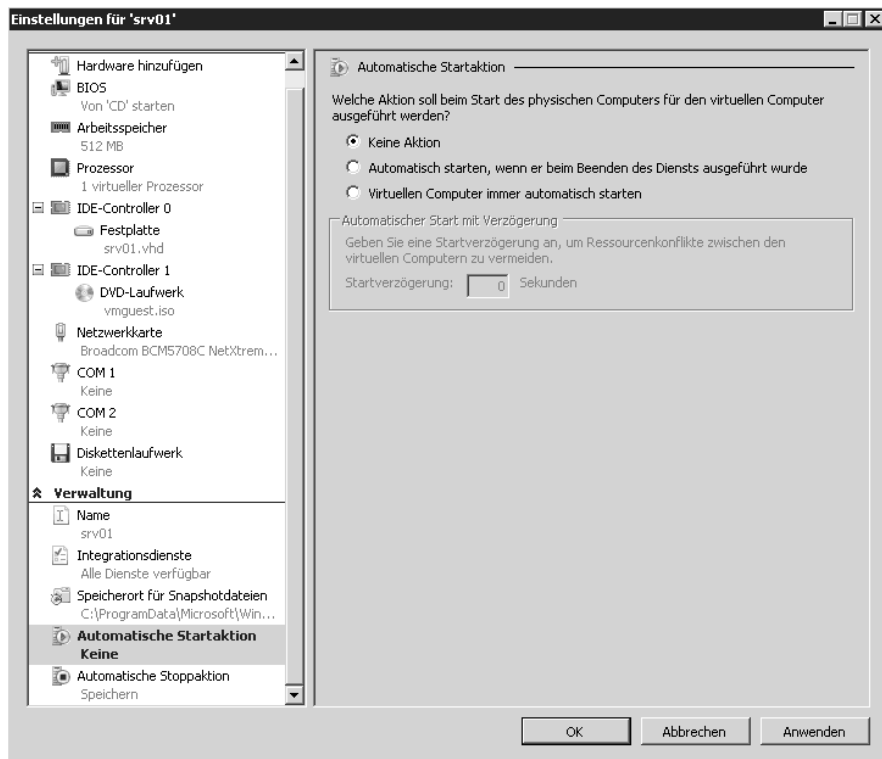 Einstellungen für 'srv01'
Hardware hinzufügen
BIOS
Von 'CD' starten
Arbeitsspeicher
512 MB
Prozessor
1 virtueller Prozessor
IDE-Controller 0
Festplatte
srv01.vhd
IDE-Controller 1
DVD-Laufwerk
vmguest.iso
Netzwerkkarte
Broadcom BCM5708C NetXtrem...
COM 1
Keine
COM 2
Keine
Diskettenlaufwerk
Keine
Verwaltung
Name
srv01
Integrationsdienste
Alle Dienste verfügbar
Speicherort für Snapshotdateien
C:\ProgramData\Microsoft\Win...
Automatische Startaktion
Keine
Automatische Stoppaktion
Speichern
Automatische Startaktion
Welche Aktion soll beim Start des physischen Computers für den virtuellen Computer
ausgeführt werden?
Keine Aktion
Automatisch starten, wenn er beim Beenden des Diensts ausgeführt wurde
Virtuellen Computer immer automatisch starten
Automatischer Start mit Verzögerung
Geben Sie eine Startverzögerung an, um Ressourcenkonflikte zwischen den
virtuellen Computern zu vermeiden.
Startverzögerung: 0 Sekunden
OK Abbrechen Anwenden